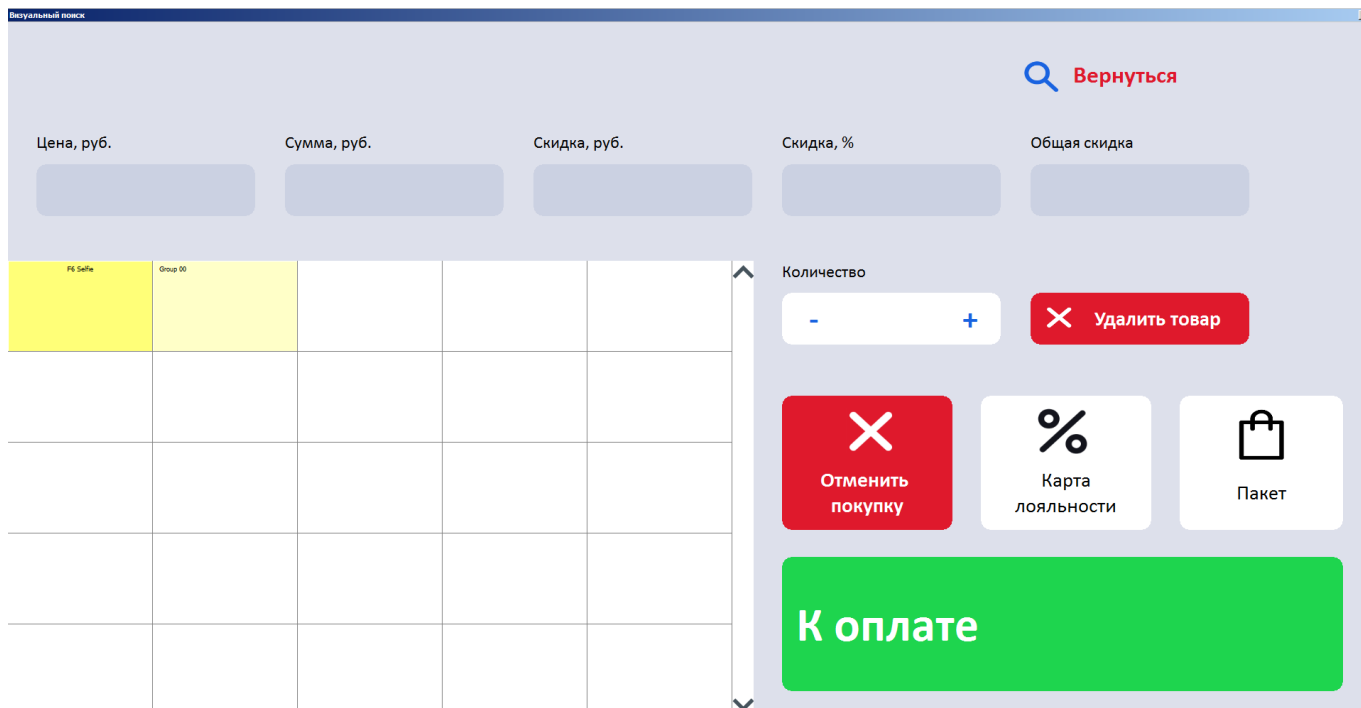 Визуальный поиск
Вернуться
Цена, руб.
Сумма, руб.
Скидка, руб.
Скидка, %
Общая скидка
F6 Selfie
Group 00
Количество
- +
Удалить товар
Отменить
покупку
Карта
лояльности
Пакет
К оплате